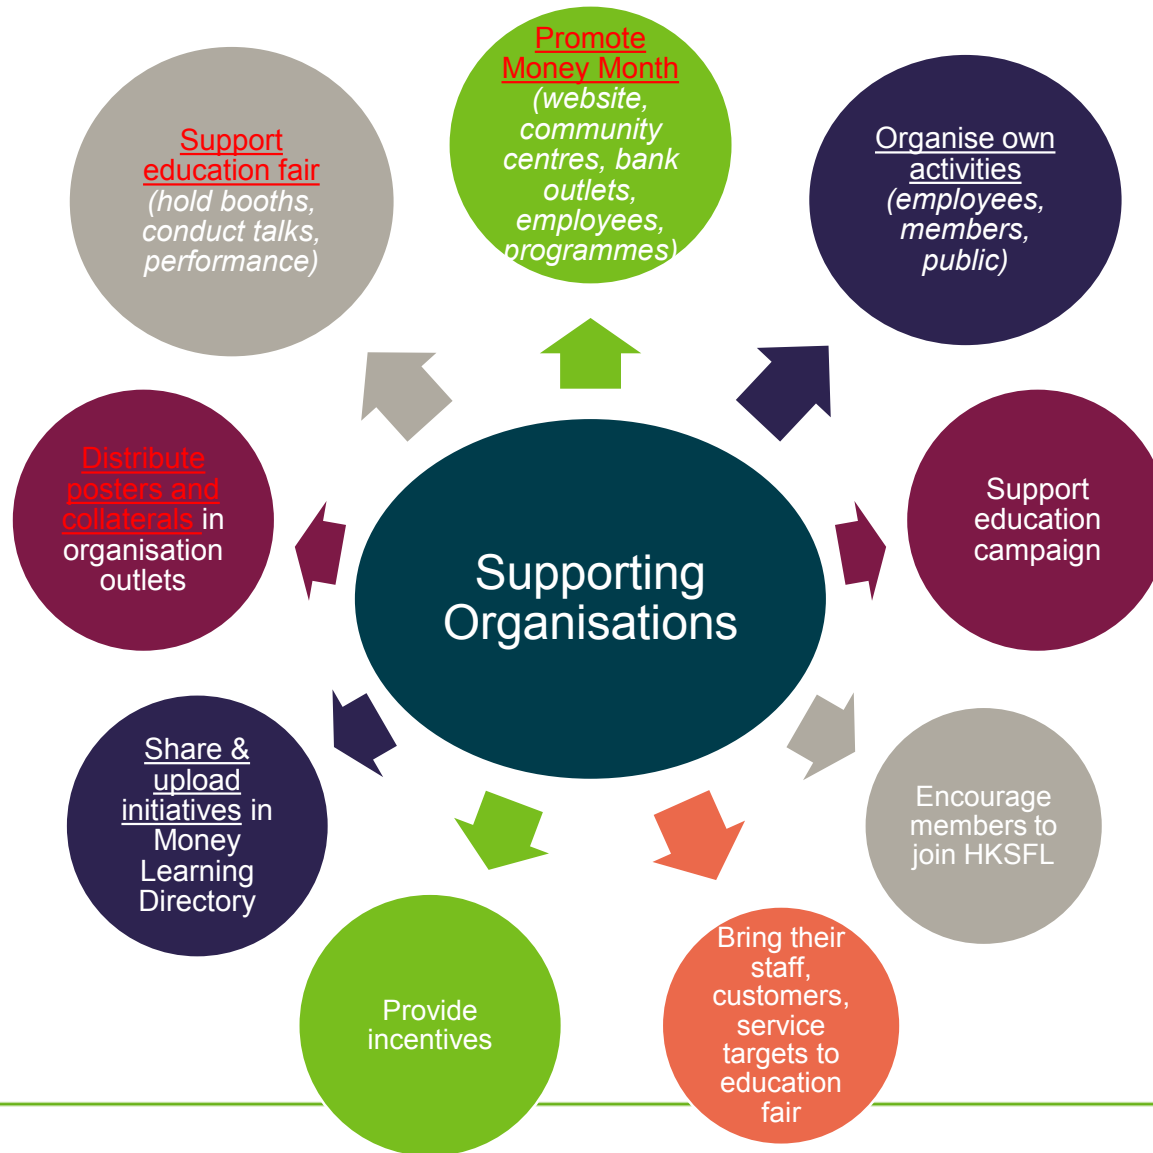 Promote
Money Month
(website,
community
centres, bank
outlets,
employees,
programmes)
Organise own
activities
(employees,
members,
public)
Support
education
campaign
Encourage
members to
join HKSFL
Bring their
staff,
customers,
service
targets to
education
fair
Provide
incentives
Share &
upload
initiatives in
Money
Learning
Directory
Distribute
posters and
collaterals in
organisation
outlets
Support
education fair
(hold booths,
conduct talks,
performance)
Supporting
Organisations